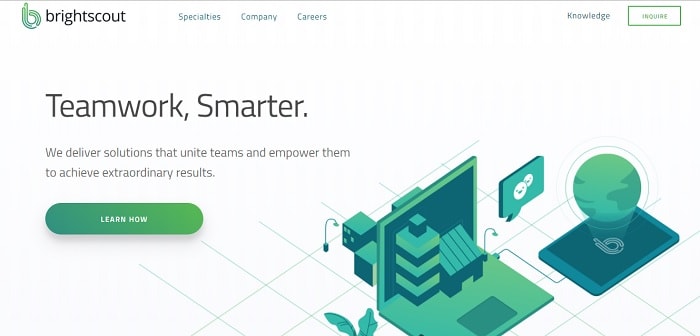 brightscout
Specialties Company Careers
Knowledge INQUIRE
Teamwork, Smarter.
We deliver solutions that unite teams and empower them
to achieve extraordinary results.
LEARN HOW